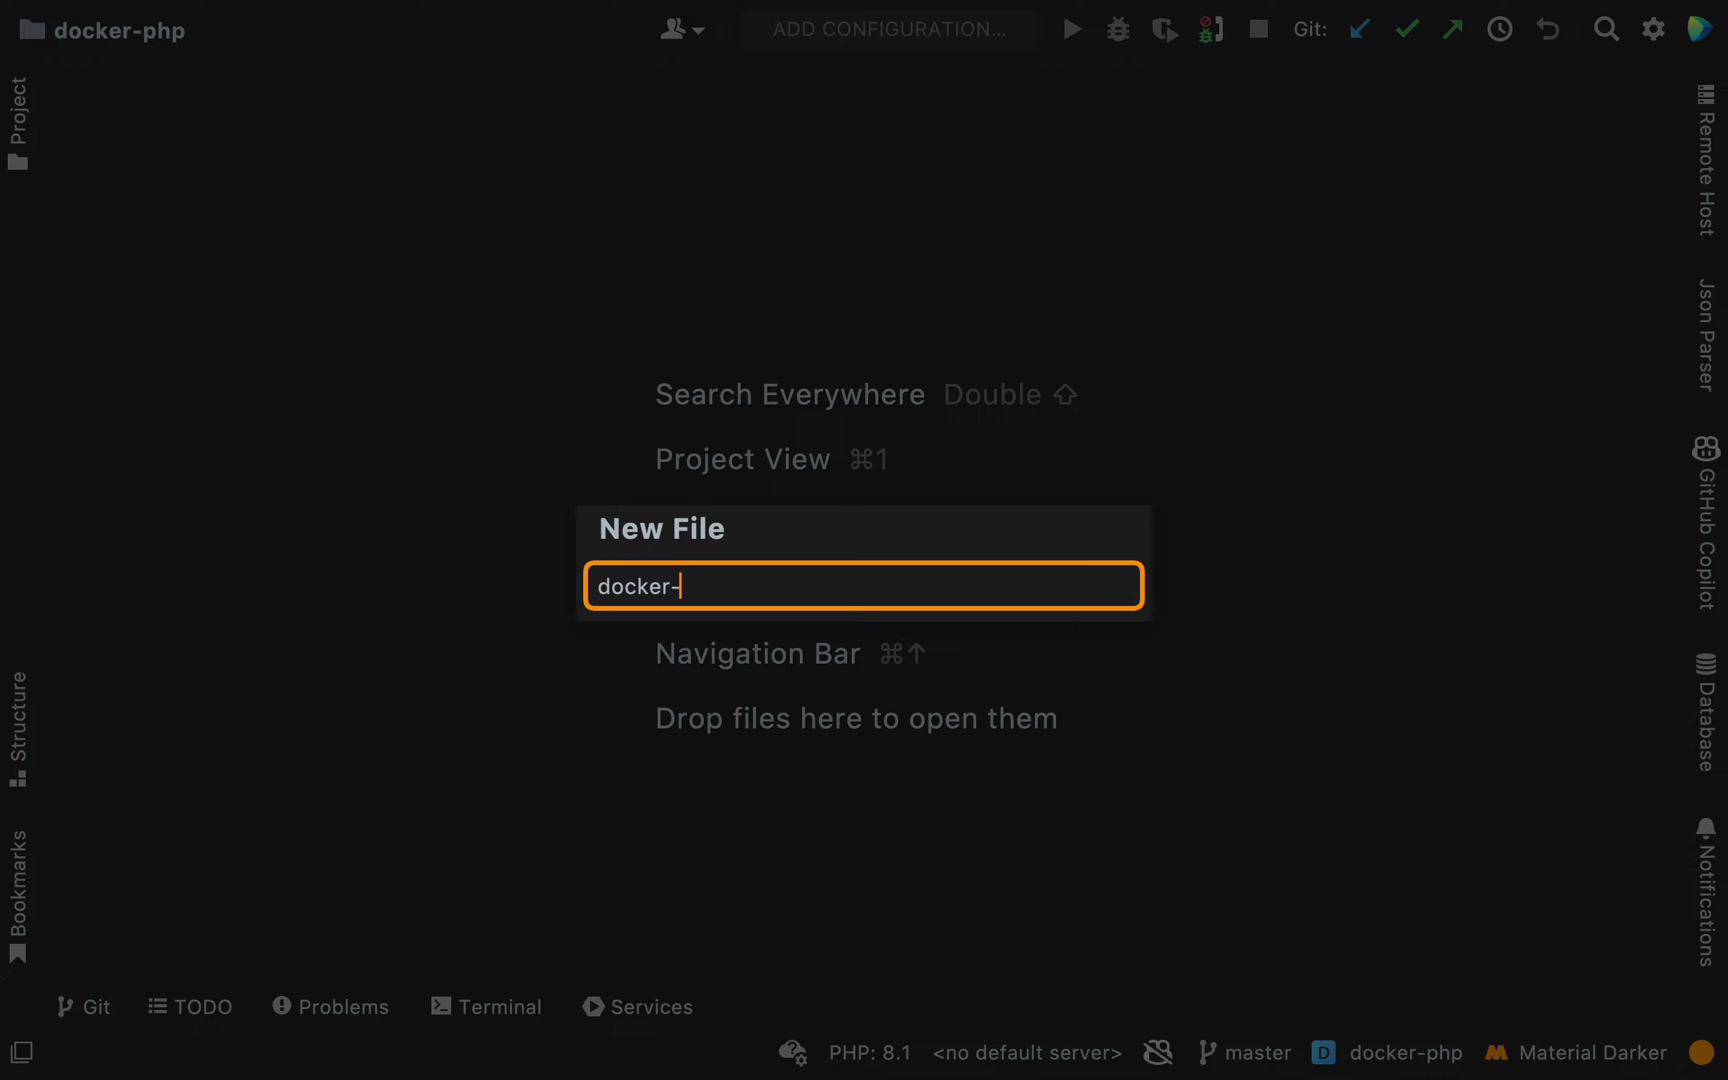 docker-php
ADD CONFIGURATION...
Git:
Project
Remote Host
Json Parser
GitHub Copilot
Database
Notifications
Search Everywhere Double ⇧
Project View ⌘1
New File
docker-
Navigation Bar ⌘↑
Drop files here to open them
Structure
Bookmarks
Git
TODO
Problems
Terminal
Services
PHP: 8.1
<no default server>
master
D docker-php
Material Darker